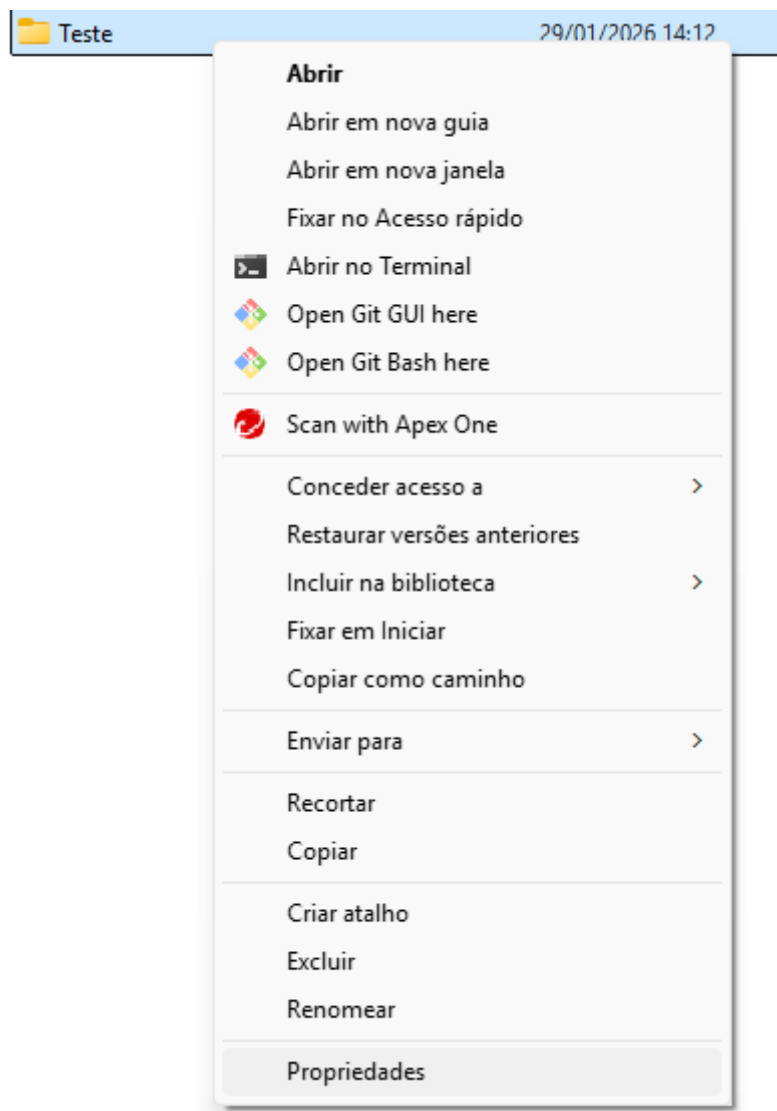 Teste 29/01/2026 14:12
Abrir
Abrir em nova guia
Abrir em nova janela
Fixar no Acesso rápido
Abrir no Terminal
Open Git GUI here
Open Git Bash here
Scan with Apex One
Conceder acesso a
Restaurar versões anteriores
Incluir na biblioteca
Fixar em Iniciar
Copiar como caminho
Enviar para
Recortar
Copiar
Criar atalho
Excluir
Renomear
Propriedades